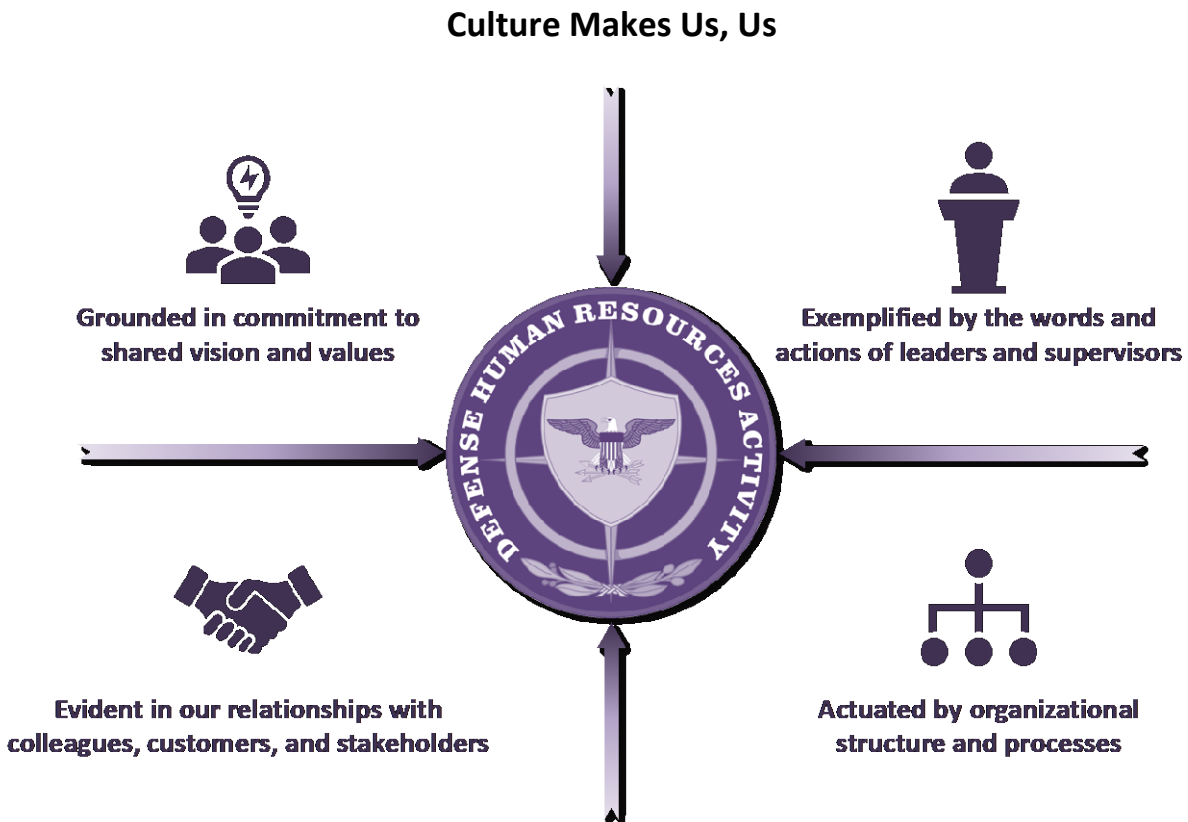 Culture Makes Us, Us
Grounded in commitment to
shared vision and values
Exemplified by the words and
actions of leaders and supervisors
DEFENSE HUMAN RESOURCES ACTIVITY
Evident in our relationships with
colleagues, customers, and stakeholders
Actuated by organizational
structure and processes